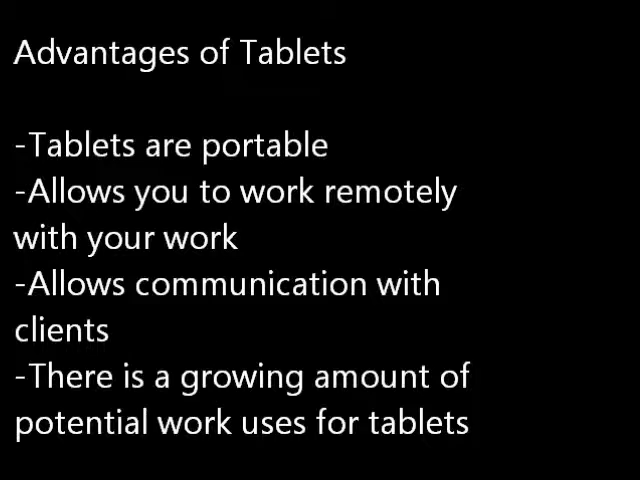 Advantages of Tablets
-Tablets are portable
-Allows you to work remotely
with your work
-Allows communication with
clients
-There is a growing amount of
potential work uses for tablets